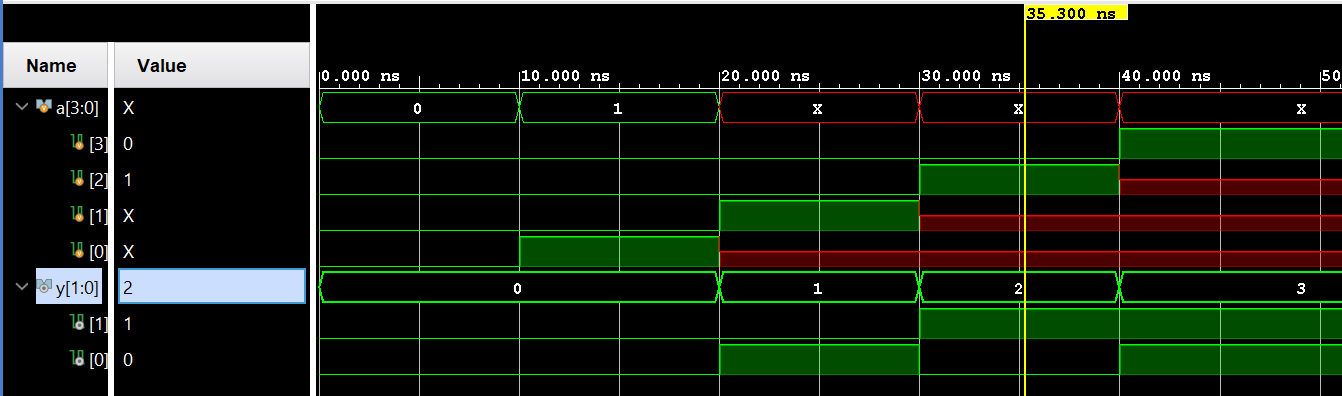 35.300 ns
Name Value
0.000 ns 10.000 ns 20.000 ns 30.000 ns 40.000 ns 50
a[3:0] X 0 1 X X X
[3] 0
[2] 1
[1] X
[0] X
y[1:0] 2 0 1 2 3
[1] 1
[0] 0